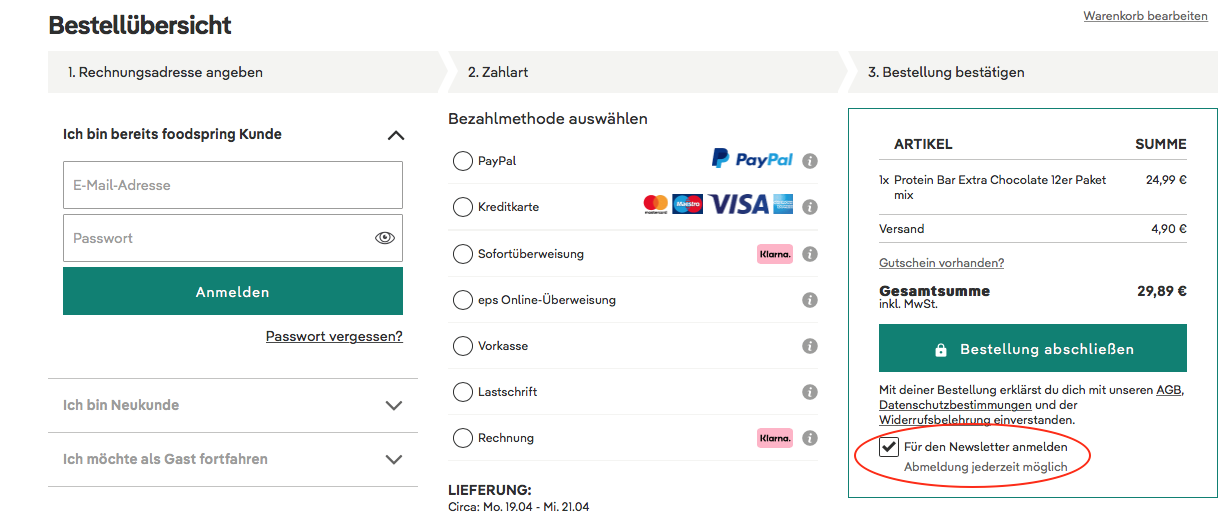 Bestellübersicht
Warenkorb bearbeiten
1. Rechnungsadresse angeben
2. Zahlart
3. Bestellung bestätigen
Ich bin bereits foodspring Kunde
E-Mail-Adresse
Passwort
Anmelden
Passwort vergessen?
Ich bin Neukunde
Ich möchte als Gast fortfahren
Bezahlmethode auswählen
PayPal
PayPal
Kreditkarte
mastercard
Maestro
VISA
AMERICAN EXPRESS
Sofortüberweisung
Klarna.
eps Online-Überweisung
Vorkasse
Lastschrift
Rechnung
Klarna.
LIEFERUNG:
Circa: Mo. 19.04 - Mi. 21.04
ARTIKEL SUMME
1x Protein Bar Extra Chocolate 12er Paket 24,99 €
mix
Versand 4,90 €
Gutschein vorhanden?
Gesamtsumme 29,89 €
inkl. MwSt.
Bestellung abschließen
Mit deiner Bestellung erklärst du dich mit unseren AGB,
Datenschutzbestimmungen und der
Widerrufsbelehrung einverstanden.
Für den Newsletter anmelden
Abmeldung jederzeit möglich